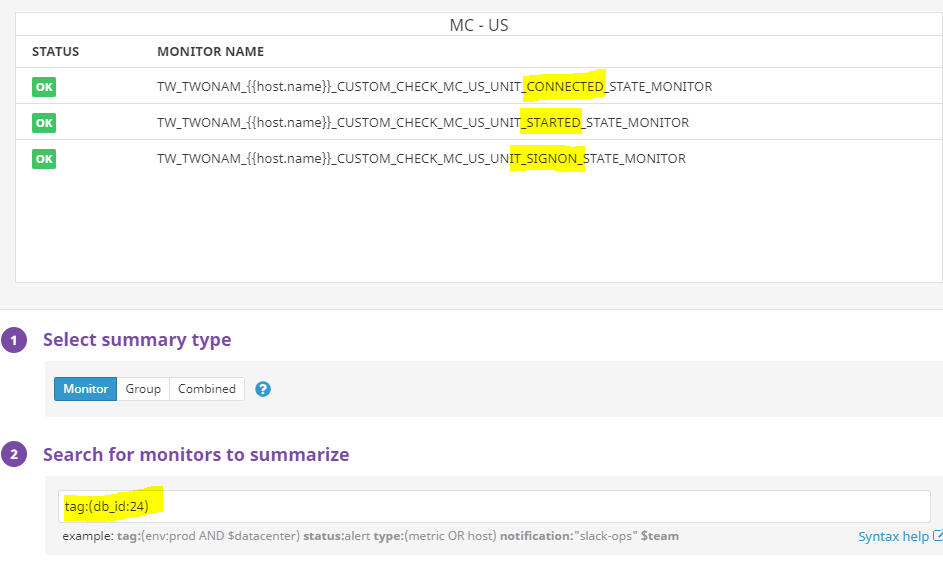 MC - US
STATUS MONITOR NAME
OK TW_TWONAM_{{host.name}}_CUSTOM_CHECK_MC_US_UNIT_CONNECTED_STATE_MONITOR
OK TW_TWONAM_{{host.name}}_CUSTOM_CHECK_MC_US_UNIT_STARTED_STATE_MONITOR
OK TW_TWONAM_{{host.name}}_CUSTOM_CHECK_MC_US_UNIT_SIGNON_STATE_MONITOR
1 Select summary type
Monitor Group Combined ?
2 Search for monitors to summarize
tag:(db_id:24)
example: tag:(env:prod AND $datacenter) status:alert type:(metric OR host) notification:"slack-ops" $team Syntax help